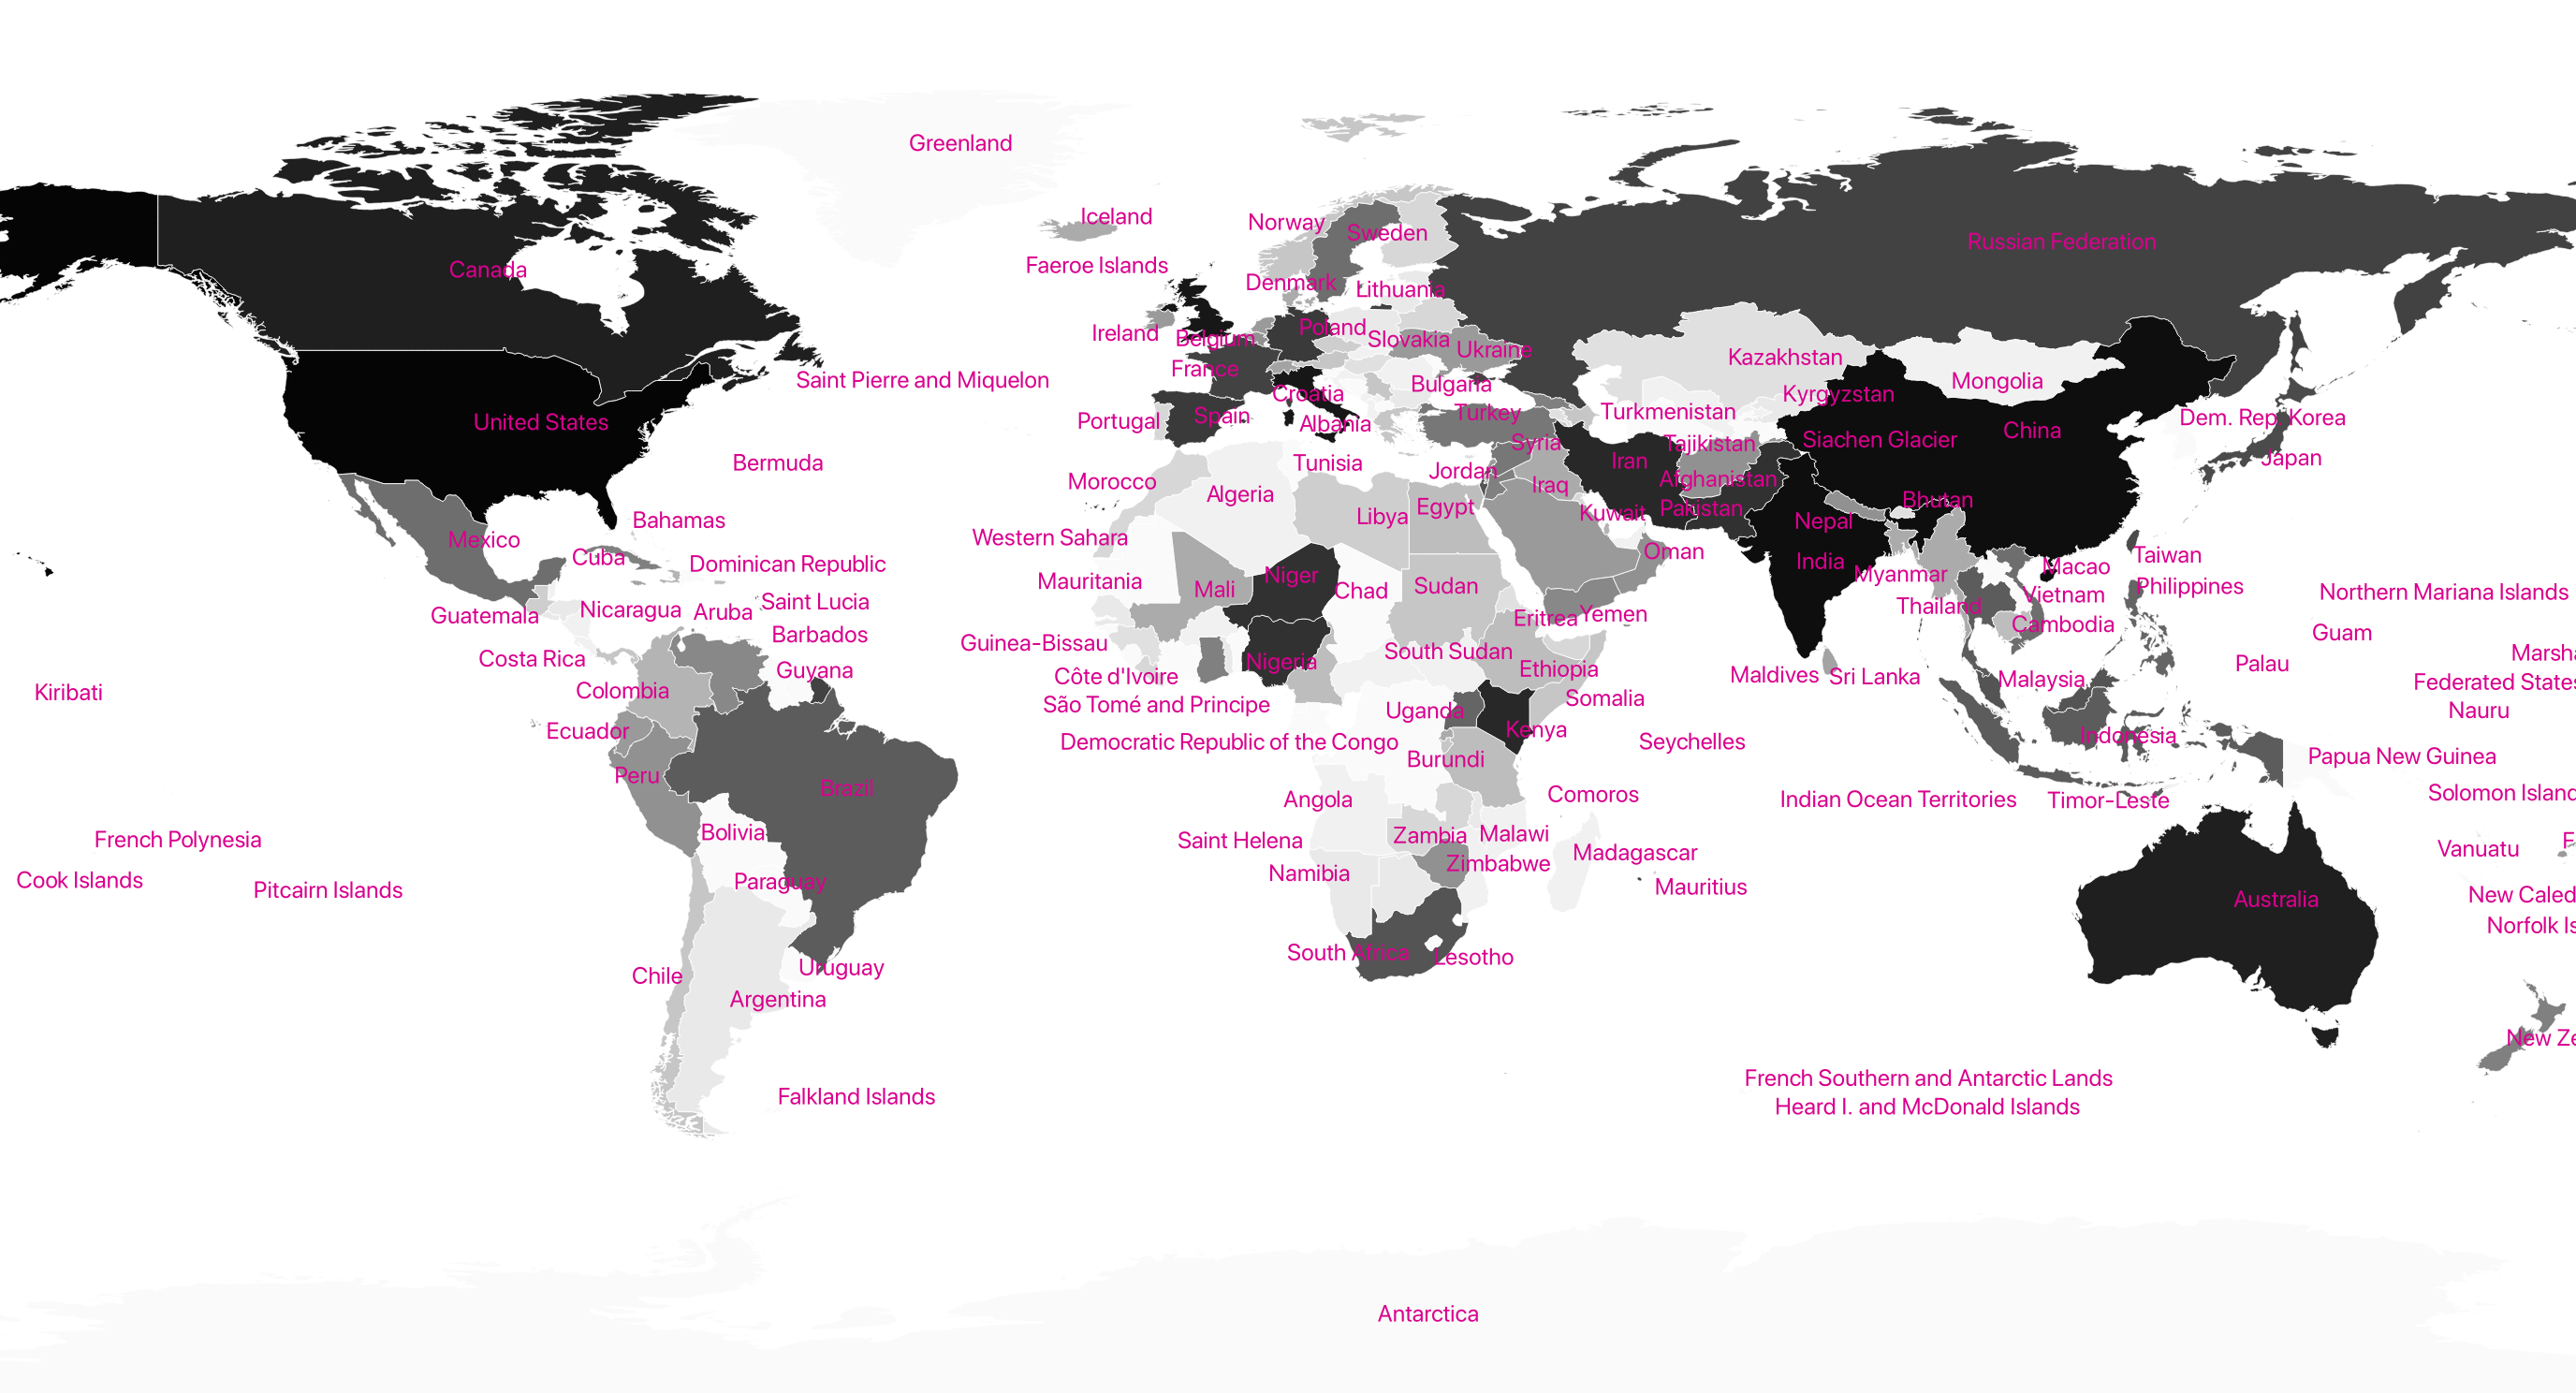 Greenland
Iceland
Norway
Sweden
Russian Federation
Faeroe Islands
Canada
Denmark
Lithuania
Ireland
Belgium
Poland
Slovakia
Ukraine
Kazakhstan
France
Saint Pierre and Miquelon
Croatia
Bulgaria
Kyrgyzstan
Mongolia
United States
Portugal
Spain
Albania
Turkey
Turkmenistan
Dem. Rep. Korea
Syria
Tajikistan
Siachen Glacier
China
Bermuda
Tunisia
Jordan
Iran
Japan
Morocco
Algeria
Iraq
Afghanistan
Bahamas
Libya
Egypt
Kuwait
Pakistan
Nepal
Bhutan
Mexico
Western Sahara
Cuba
Dominican Republic
Oman
India
Taiwan
Mauritania
Mali
Niger
Chad
Sudan
Myanmar
Macao
Philippines
Northern Mariana Islands
Guatemala
Nicaragua
Aruba
Saint Lucia
Eritrea
Yemen
Thailand
Vietnam
Barbados
Cambodia
Guam
Guinea-Bissau
Costa Rica
Guyana
Côte d'Ivoire
Nigeria
South Sudan
Ethiopia
Maldives
Sri Lanka
Malaysia
Palau
Marsha
Kiribati
Colombia
São Tomé and Principe
Uganda
Somalia
Federated States
Nauru
Ecuador
Democratic Republic of the Congo
Kenya
Burundi
Seychelles
Indonesia
Papua New Guinea
Peru
Brazil
Angola
Comoros
Indian Ocean Territories
Timor-Leste
Solomon Island
French Polynesia
Bolivia
Saint Helena
Zambia
Malawi
Madagascar
Vanuatu
F
Cook Islands
Pitcairn Islands
Paraguay
Namibia
Zimbabwe
Mauritius
Australia
New Caled
Norfolk Is
Chile
Uruguay
South Africa
Lesotho
Argentina
New Ze
Falkland Islands
French Southern and Antarctic Lands
Heard I. and McDonald Islands
Antarctica